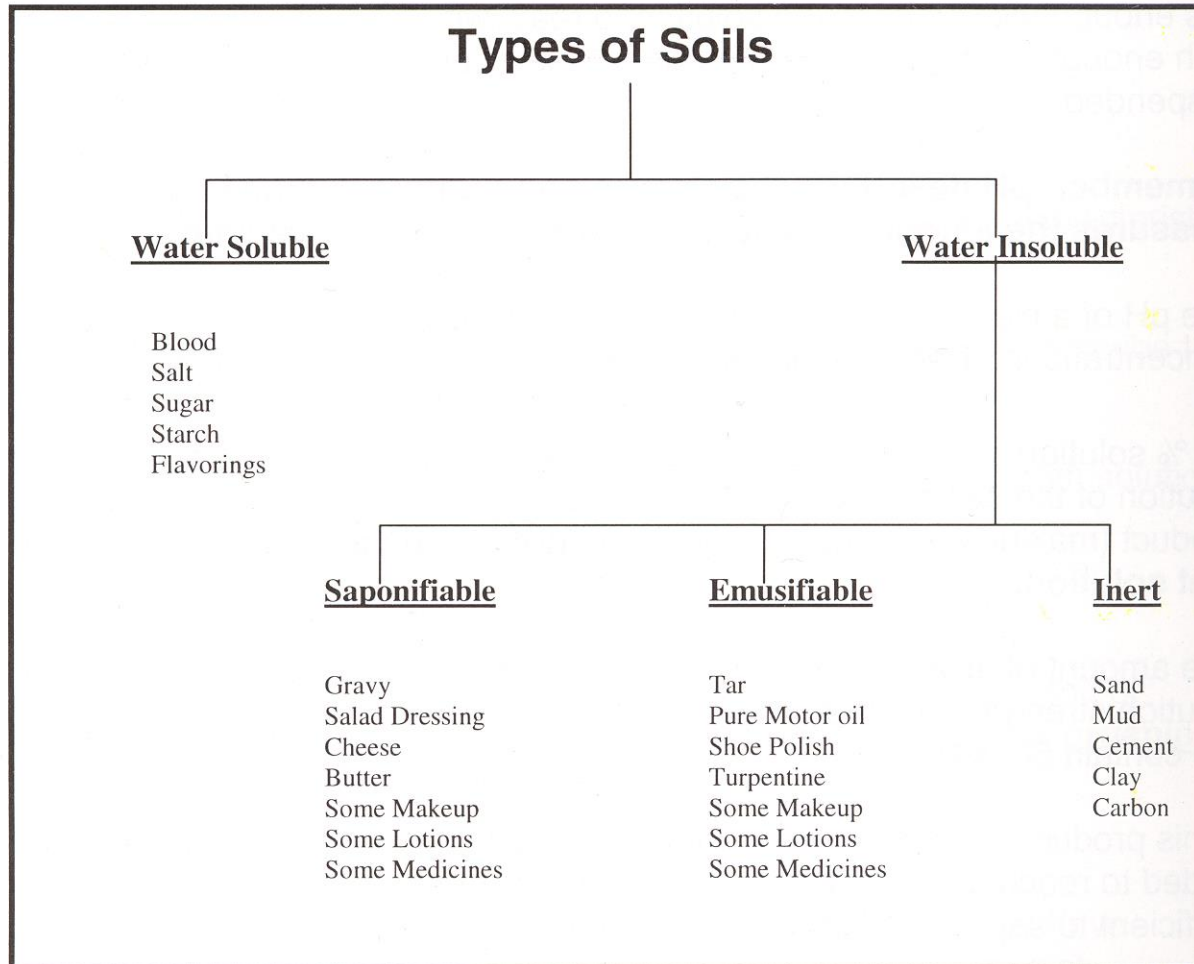 Types of Soils
Water Soluble
Water Insoluble
Blood
Salt
Sugar
Starch
Flavorings
Saponifiable
Emusifiable
Inert
Gravy
Salad Dressing
Cheese
Butter
Some Makeup
Some Lotions
Some Medicines
Tar
Pure Motor oil
Shoe Polish
Turpentine
Some Makeup
Some Lotions
Some Medicines
Sand
Mud
Cement
Clay
Carbon